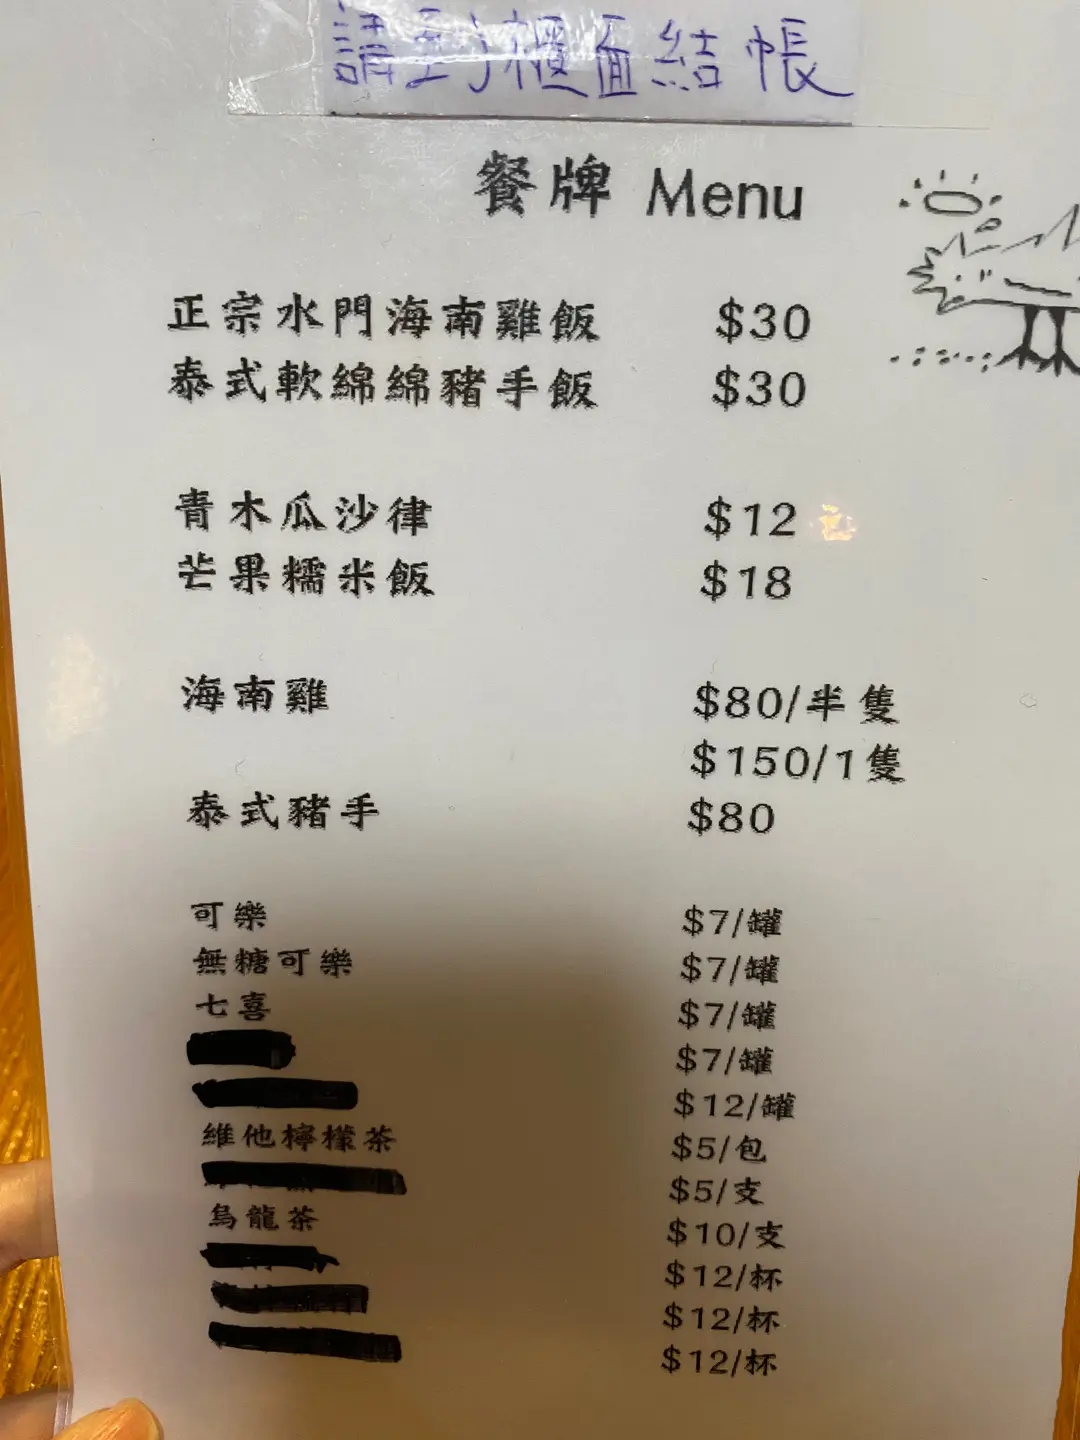 請到櫃面結帳
餐牌 Menu
正宗水門海南雞飯 $30
泰式軟綿綿豬手飯 $30
青木瓜沙律 $12
芒果糯米飯 $18
海南雞 $80/半隻
$150/1隻
泰式豬手 $80
可樂 $7/罐
無糖可樂 $7/罐
七喜 $7/罐
$7/罐
$12/罐
維他檸檬茶 $5/包
$5/支
烏龍茶 $10/支
$12/杯
$12/杯
$12/杯